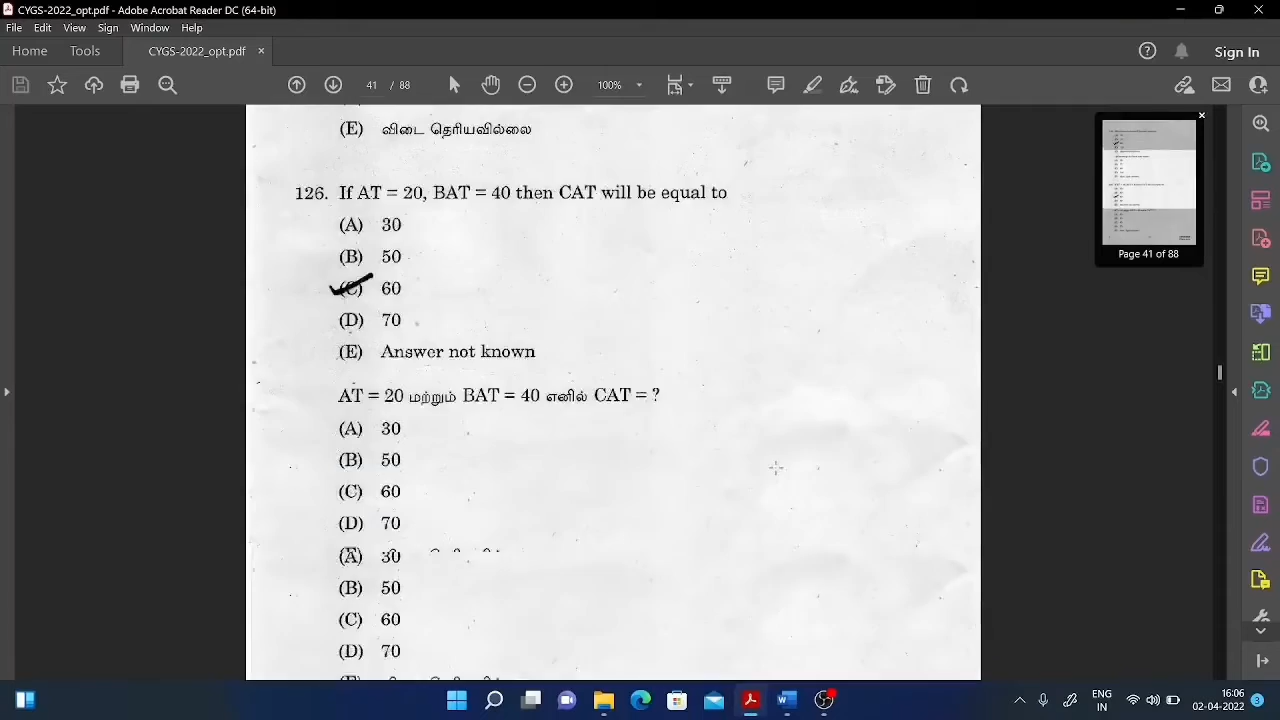 CYGS-2022_opt.pdf - Adobe Acrobat Reader DC (64-bit)
File Edit View Sign Window Help
Home Tools CYGS-2022_opt.pdf × Sign In
41 / 88 100%
(E) விடை தெரியவில்லை
126. If AT = 20, BAT = 40 then CAT will be equal to
(A) 30
(B) 50
(C) 60
(D) 70
(E) Answer not known
AT = 20 மற்றும் BAT = 40 எனில் CAT = ?
(A) 30
(B) 50
(C) 60
(D) 70
(A) 30
(B) 50
(C) 60
(D) 70
Page 41 of 88
ENG
IN
16:06
02-04-2022
3